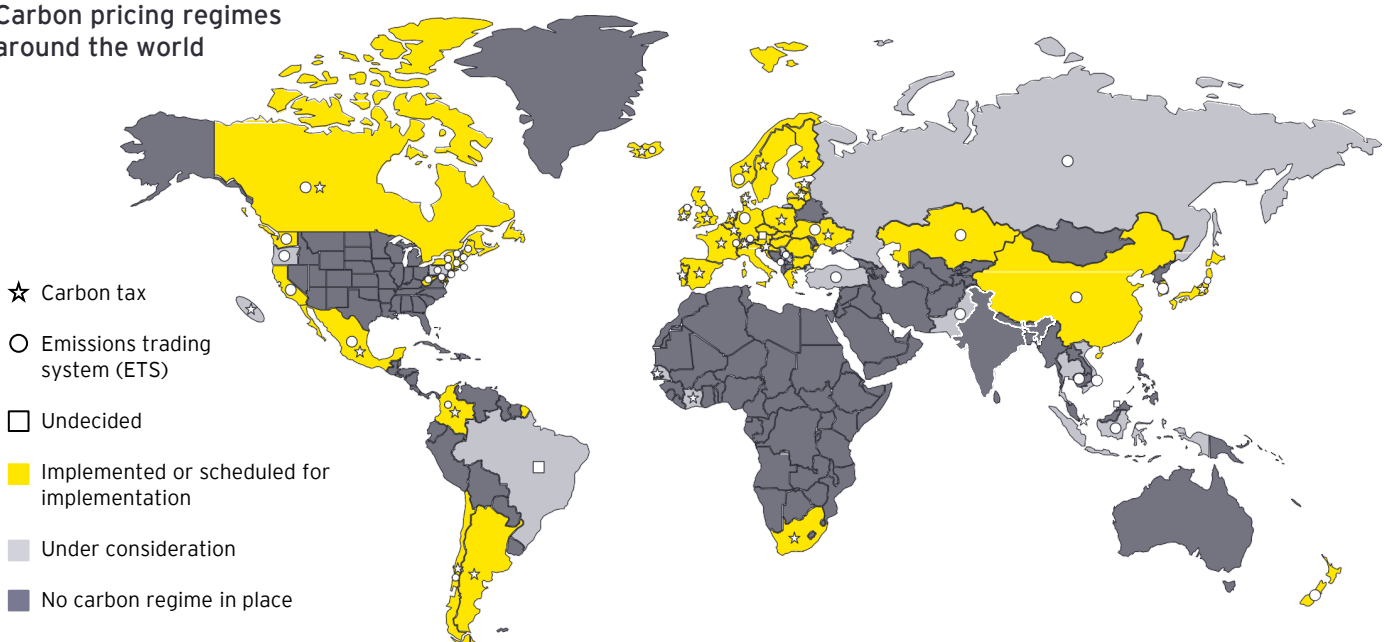 Carbon pricing regimes
around the world
Carbon tax
Emissions trading
system (ETS)
Undecided
Implemented or scheduled for
implementation
Under consideration
No carbon regime in place